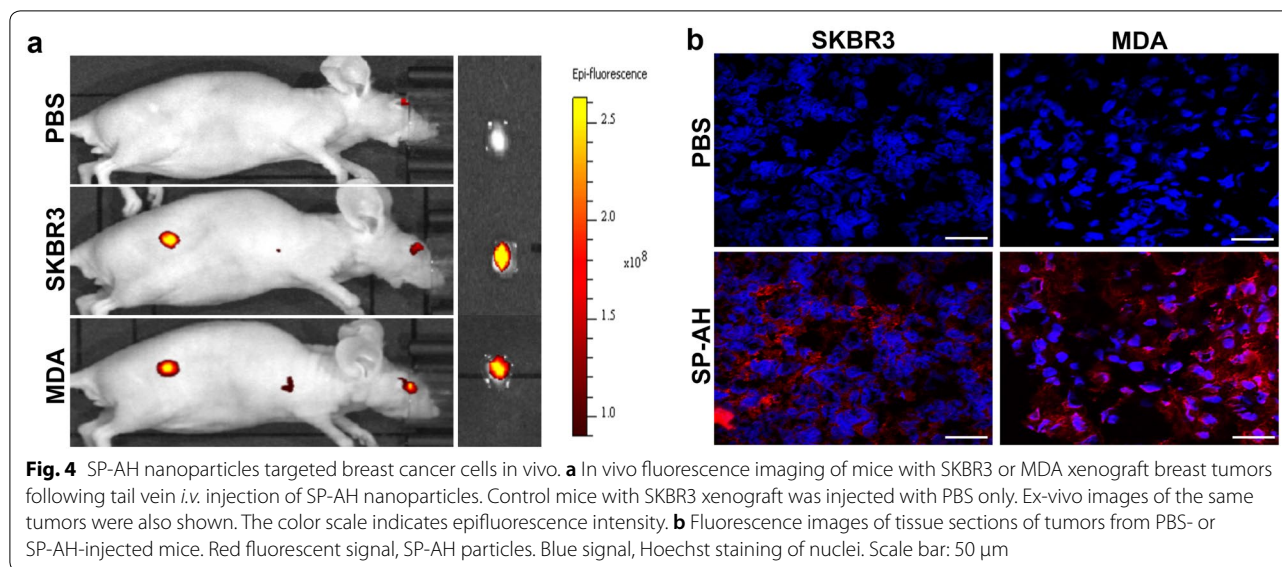 a
PBS
SKBR3
MDA
Epi-fluorescence
2.5
2.0
x10⁸
1.5
1.0
b
SKBR3
MDA
PBS
SP-AH
Fig. 4 SP-AH nanoparticles targeted breast cancer cells in vivo. a In vivo fluorescence imaging of mice with SKBR3 or MDA xenograft breast tumors
following tail vein i.v. injection of SP-AH nanoparticles. Control mice with SKBR3 xenograft was injected with PBS only. Ex-vivo images of the same
tumors were also shown. The color scale indicates epifluorescence intensity. b Fluorescence images of tissue sections of tumors from PBS- or
SP-AH-injected mice. Red fluorescent signal, SP-AH particles. Blue signal, Hoechst staining of nuclei. Scale bar: 50 μm